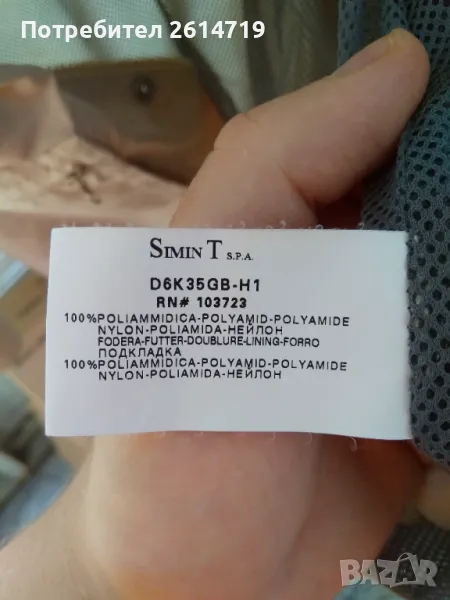 Потребител 2614719
SIMIN T S.P.A.
D6K35GB-H1
RN# 103723
100%POLIAMMIDICA-POLYAMID-POLYAMIDE
NYLON-POLIAMIDA-НЕЙЛОН
FODERA-FUTTER-DOUBLURE-LINING-FORRO
ПОДКЛАДКА
100%POLIAMMIDICA-POLYAMID-POLYAMIDE
NYLON-POLIAMIDA-НЕЙЛОН
BAZAR